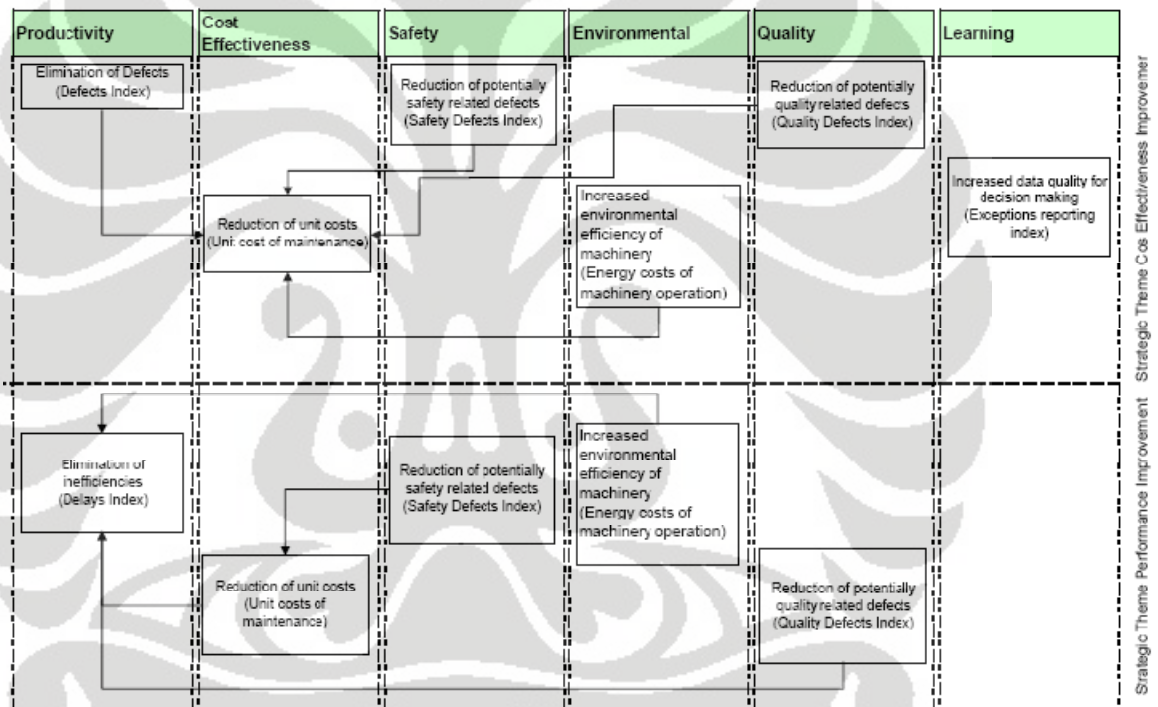 Productivity
Cost
Effectiveness
Safety
Environmental
Quality
Learning
Elimination of Defects
(Defects Index)
Reduction of potentially
safety related defects
(Safety Defects Index)
Reduction of potentially
quality related defects
(Quality Defects Index)
Increased data quality for
decision making
(Exceptions reporting
index)
Reduction of unit costs
(Unit cost of maintenance)
Increased
environmental
efficiency of
machinery
(Energy costs of
machinery operation)
Strategic Theme Cos Effectiveness Improvemer
Elimination of
inefficiencies
(Delays Index)
Reduction of potentially
safety related defects
(Safety Defects Index)
Increased
environmental
efficiency of
machinery
(Energy costs of
machinery operation)
Reduction of unit costs
(Unit costs of
maintenance)
Reduction of potentially
quality related defects
(Quality Defects Index)
Strategic Theme Performance Improvement